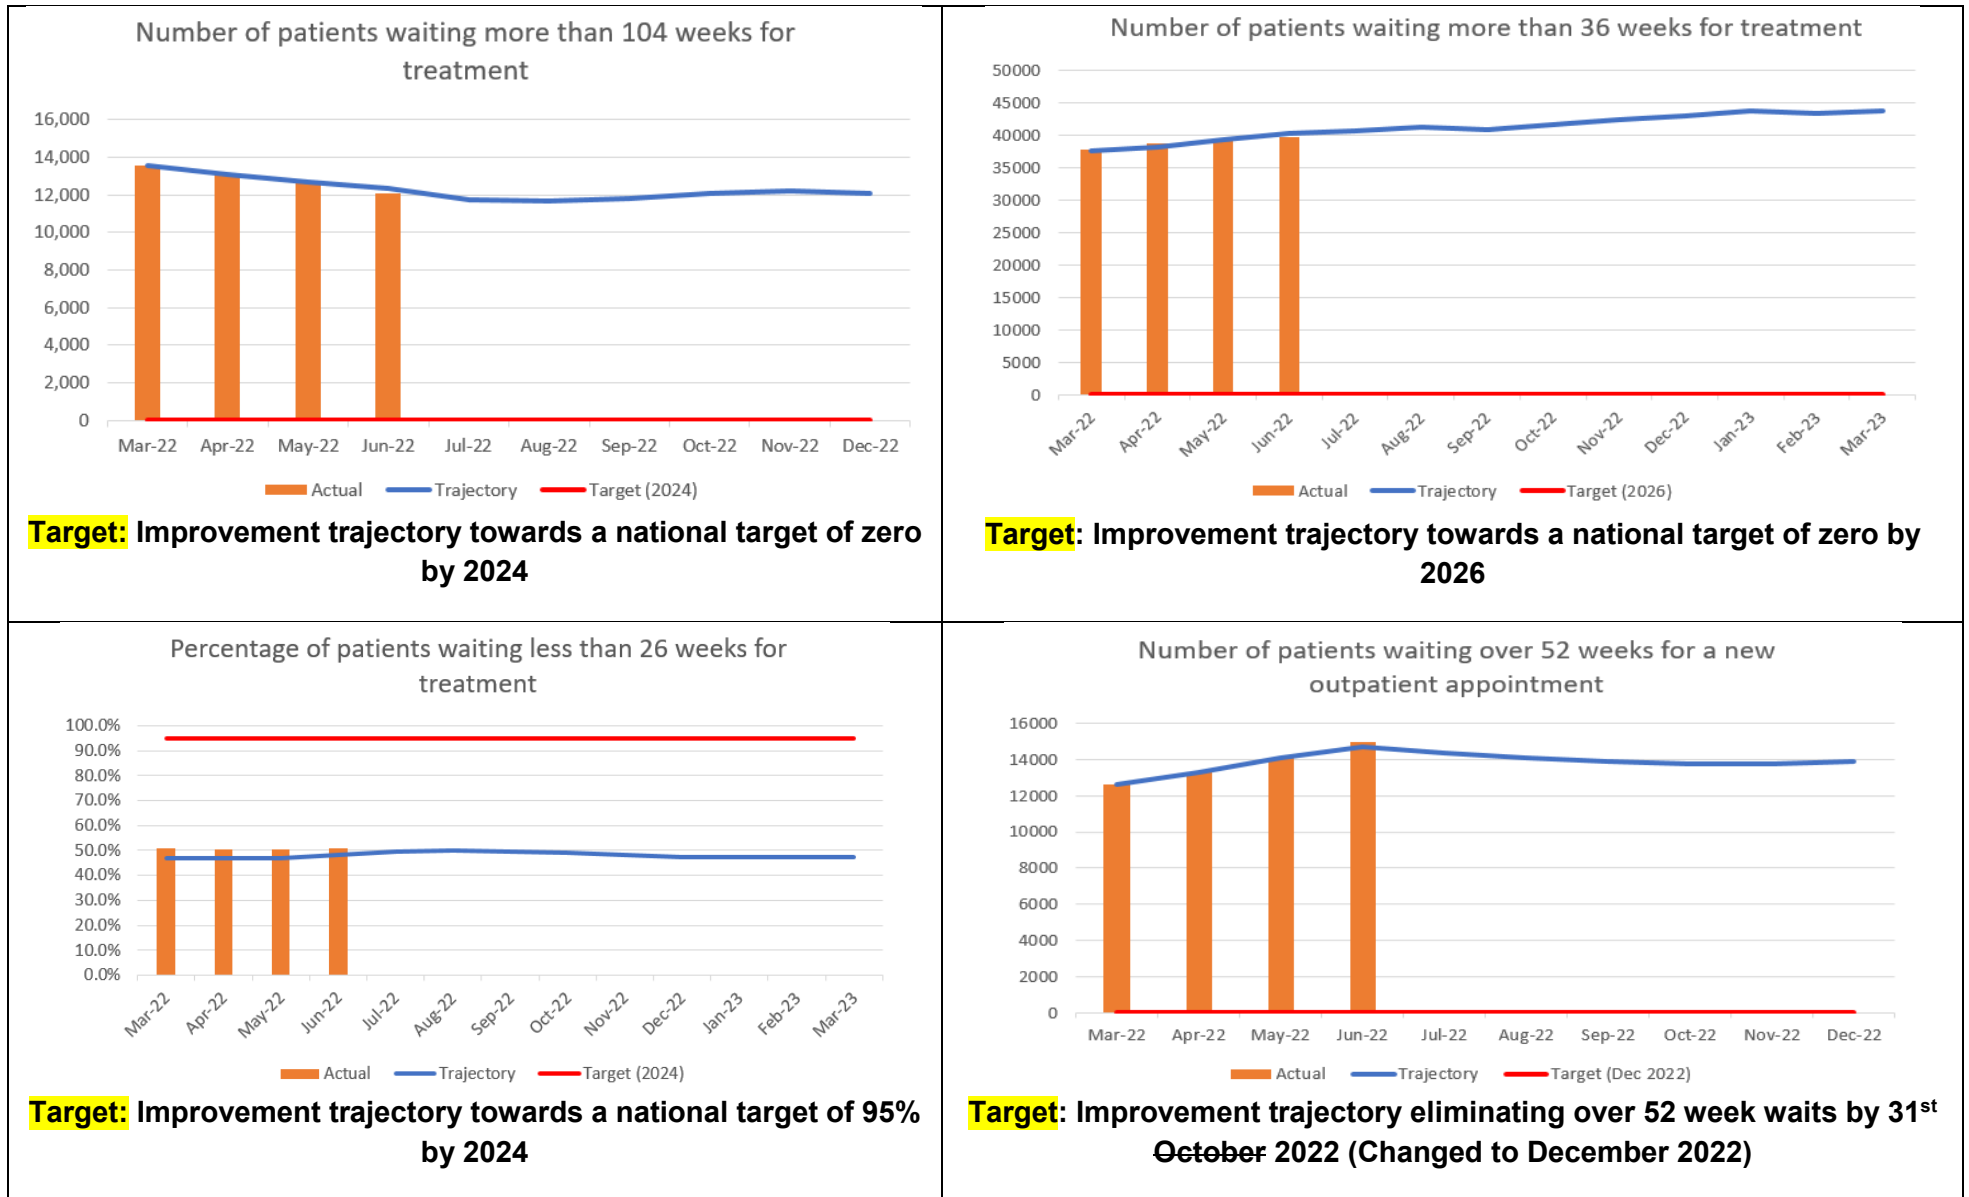 Number of patients waiting more than 104 weeks for
treatment
16,000
14,000
12,000
10,000
8,000
6,000
4,000
2,000
0
Mar-22 Apr-22 May-22 Jun-22 Jul-22 Aug-22 Sep-22 Oct-22 Nov-22 Dec-22
Actual Trajectory Target (2024)
Target: Improvement trajectory towards a national target of zero
by 2024
Number of patients waiting more than 36 weeks for treatment
50000
45000
40000
35000
30000
25000
20000
15000
10000
5000
0
Mar-22 Apr-22 May-22 Jun-22 Jul-22 Aug-22 Sep-22 Oct-22 Nov-22 Dec-22 Jan-23 Feb-23 Mar-23
Actual Trajectory Target (2026)
Target: Improvement trajectory towards a national target of zero by
2026
Percentage of patients waiting less than 26 weeks for
treatment
100.0%
90.0%
80.0%
70.0%
60.0%
50.0%
40.0%
30.0%
20.0%
10.0%
0.0%
Mar-22 Apr-22 May-22 Jun-22 Jul-22 Aug-22 Sep-22 Oct-22 Nov-22 Dec-22 Jan-23 Feb-23 Mar-23
Actual Trajectory Target (2024)
Target: Improvement trajectory towards a national target of 95%
by 2024
Number of patients waiting over 52 weeks for a new
outpatient appointment
16000
14000
12000
10000
8000
6000
4000
2000
0
Mar-22 Apr-22 May-22 Jun-22 Jul-22 Aug-22 Sep-22 Oct-22 Nov-22 Dec-22
Actual Trajectory Target (Dec 2022)
Target: Improvement trajectory eliminating over 52 week waits by 31st
October 2022 (Changed to December 2022)